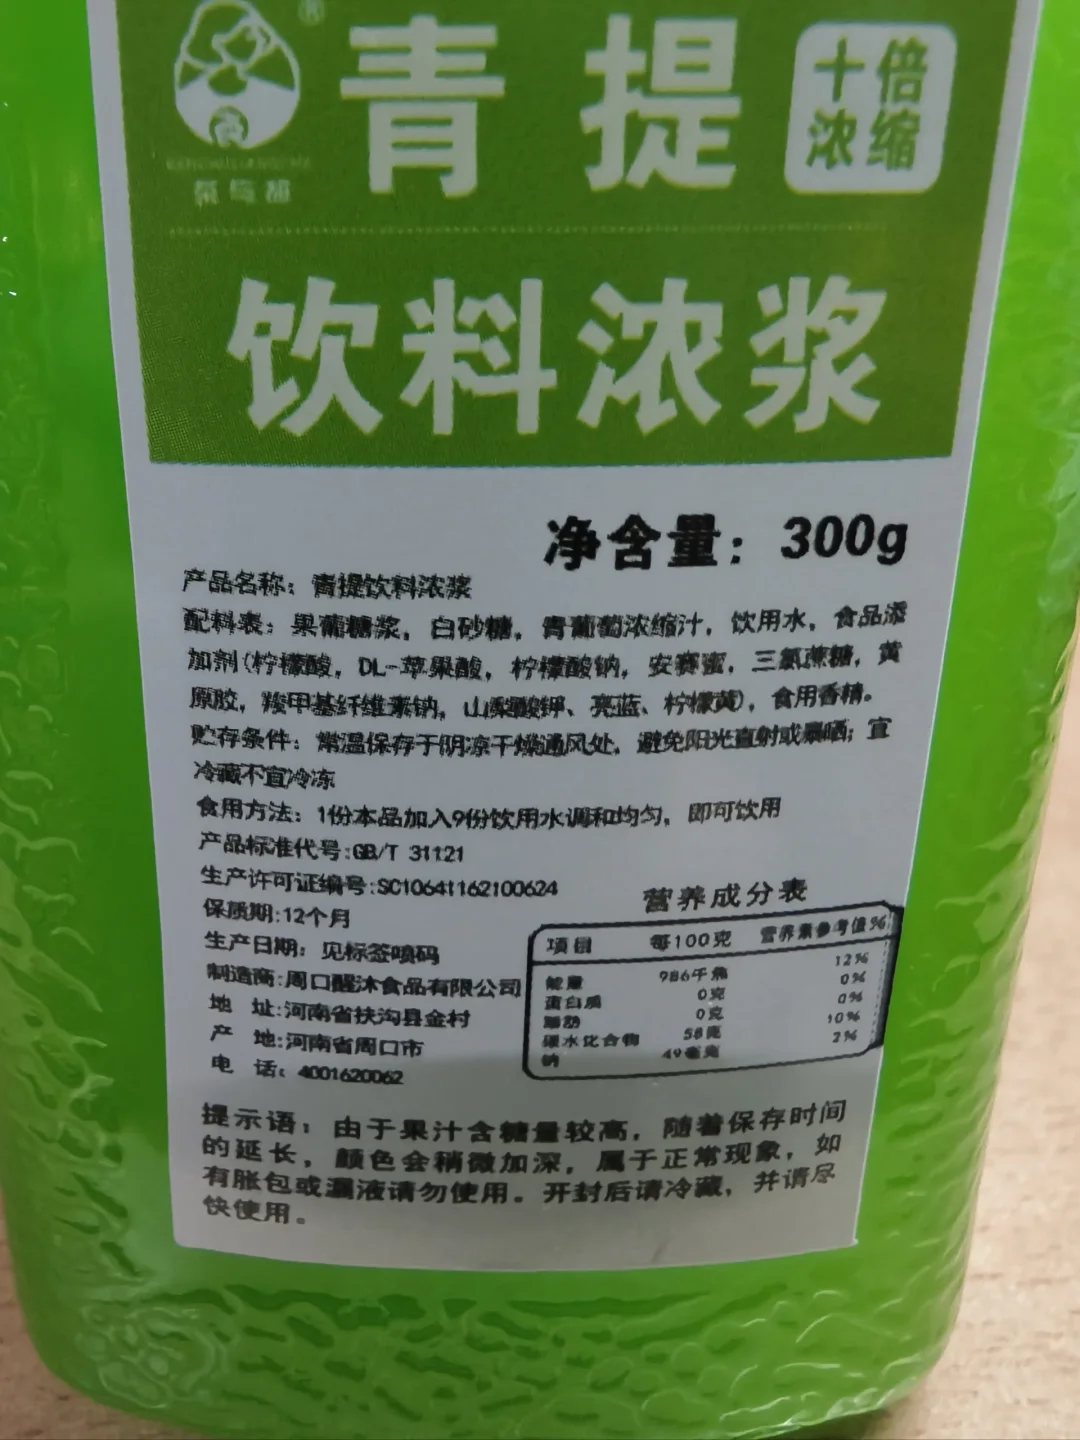 ®
青提
十倍
浓缩
饮料浓浆
净含量：300g
产品名称：青提饮料浓浆
配料表：果葡糖浆，白砂糖，青葡萄浓缩汁，饮用水，食品添
加剂(柠檬酸，DL-苹果酸，柠檬酸钠，安赛蜜，三氯蔗糖，黄
原胶，羧甲基纤维素钠，山梨酸钾、亮蓝、柠檬黄)，食用香精。
贮存条件：常温保存于阴凉干燥通风处，避免阳光直射或暴晒；宜
冷藏不宜冷冻
食用方法：1份本品加入9份饮用水调和均匀，即可饮用
产品标准代号:GB/T 31121
生产许可证编号:SC10641162100624
保质期:12个月
生产日期：见标签喷码
制造商:周口醒沐食品有限公司
地 址:河南省扶沟县金村
产 地:河南省周口市
电 话：4001620062
营养成分表
项目 每100克 营养素参考值%
能量 986千焦 12%
蛋白质 0克 0%
脂肪 0克 0%
碳水化合物 58克 10%
钠 49毫克 2%
提示语：由于果汁含糖量较高，随着保存时间
的延长，颜色会稍微加深，属于正常现象，如
有胀包或漏液请勿使用。开封后请冷藏，并请尽
快使用。